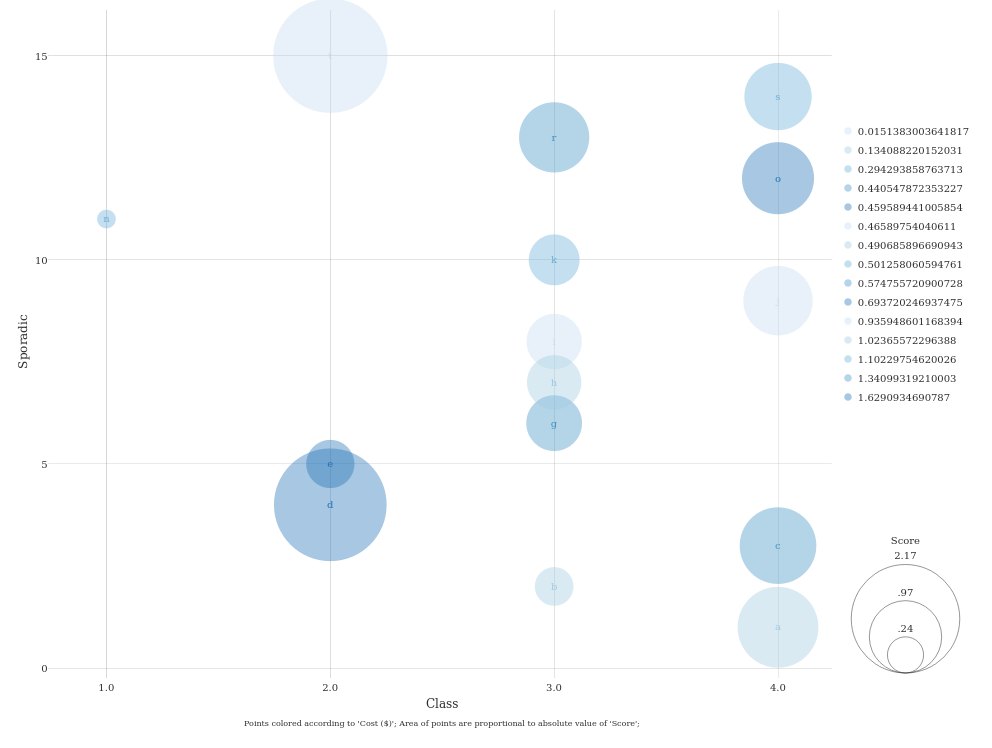 15
10
5
0
Sporadic
1.0
2.0
3.0
4.0
Class
s
r
o
n
k
h
g
e
d
c
b
a
0.0151383003641817
0.134088220152031
0.294293858763713
0.440547872353227
0.459589441005854
0.46589754040611
0.490685896690943
0.501258060594761
0.574755720900728
0.693720246937475
0.935948601168394
1.02365572296388
1.10229754620026
1.34099319210003
1.6290934690787
Score
2.17
.97
.24
Points colored according to 'Cost ($)'; Area of points are proportional to absolute value of 'Score';